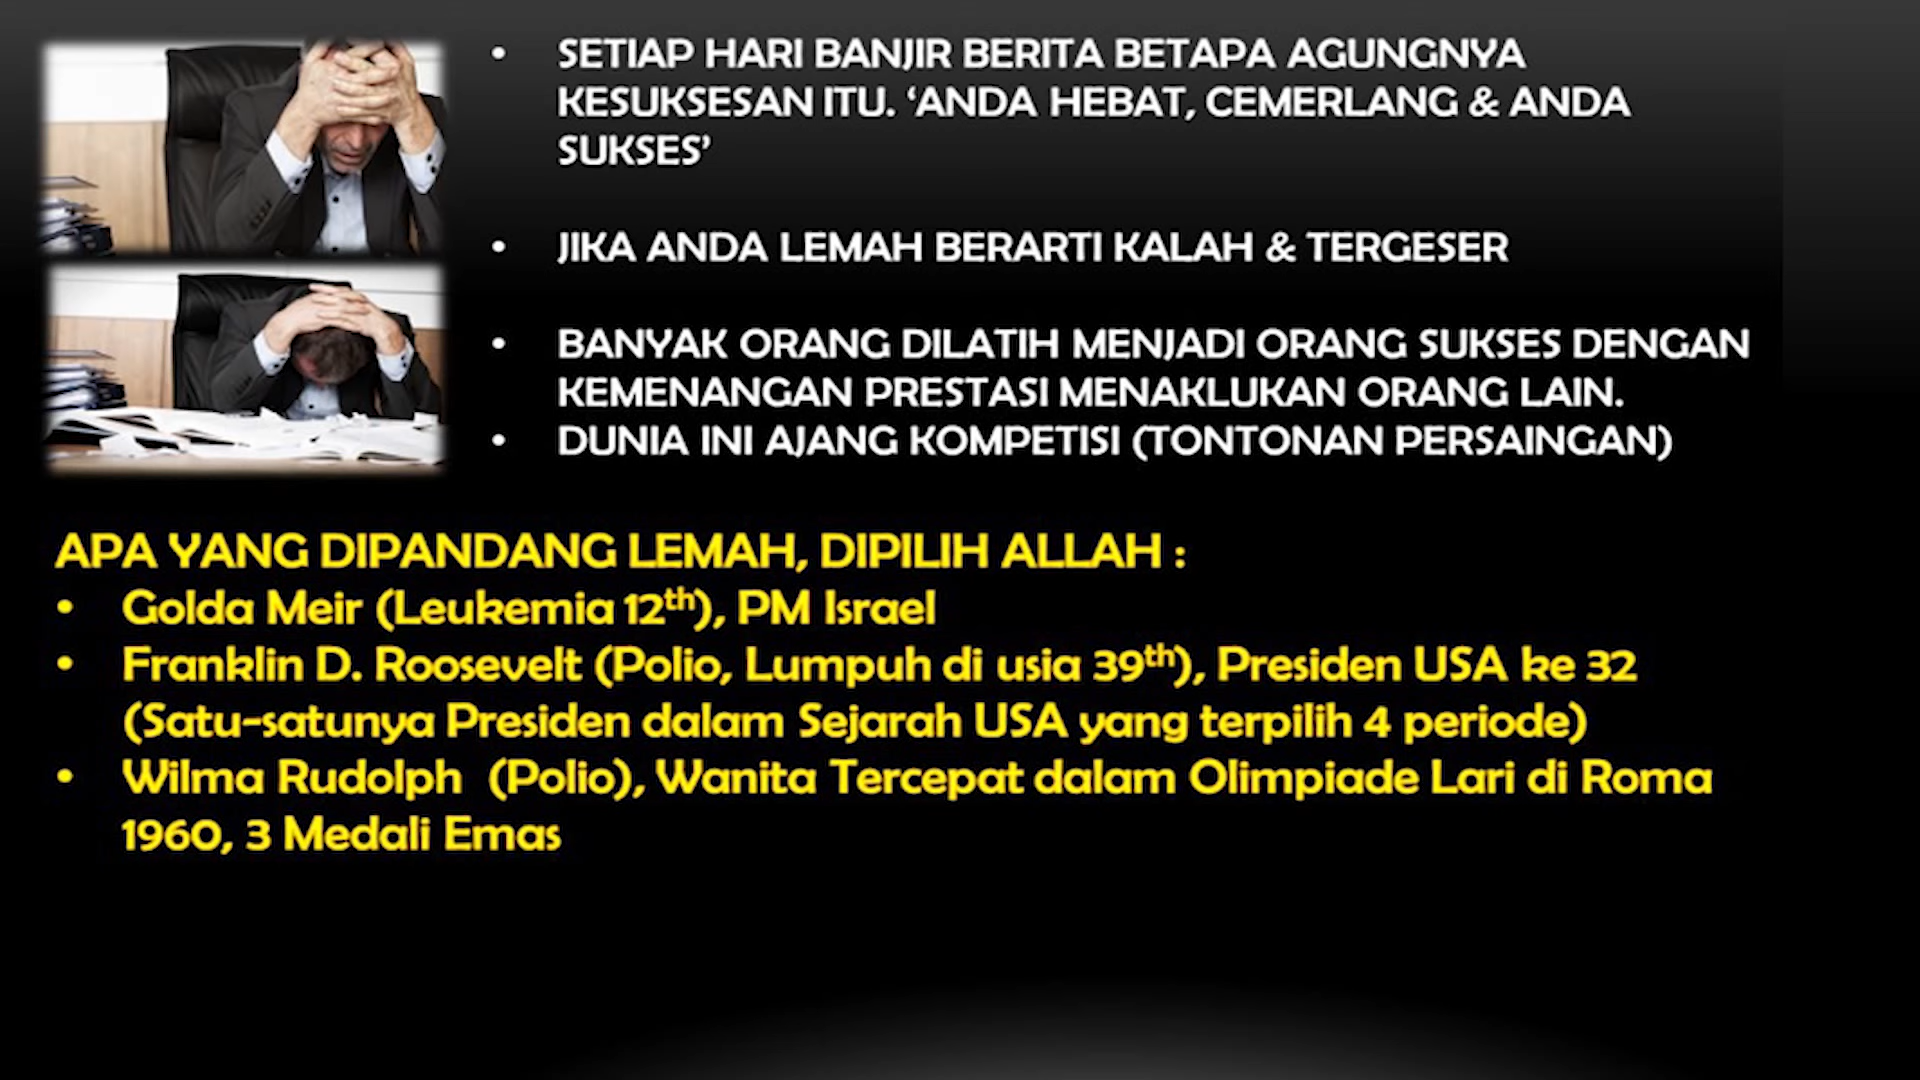 • SETIAP HARI BANJIR BERITA BETAPA AGUNGNYA
KESUKSESAN ITU. ‘ANDA HEBAT, CEMERLANG & ANDA
SUKSES’
• JIKA ANDA LEMAH BERARTI KALAH & TERGESER
• BANYAK ORANG DILATIH MENJADI ORANG SUKSES DENGAN
KEMENANGAN PRESTASI MENAKLUKAN ORANG LAIN.
• DUNIA INI AJANG KOMPETISI (TONTONAN PERSAINGAN)
APA YANG DIPANDANG LEMAH, DIPILIH ALLAH :
• Golda Meir (Leukemia 12th), PM Israel
• Franklin D. Roosevelt (Polio, Lumpuh di usia 39th), Presiden USA ke 32
(Satu-satunya Presiden dalam Sejarah USA yang terpilih 4 periode)
• Wilma Rudolph (Polio), Wanita Tercepat dalam Olimpiade Lari di Roma
1960, 3 Medali Emas